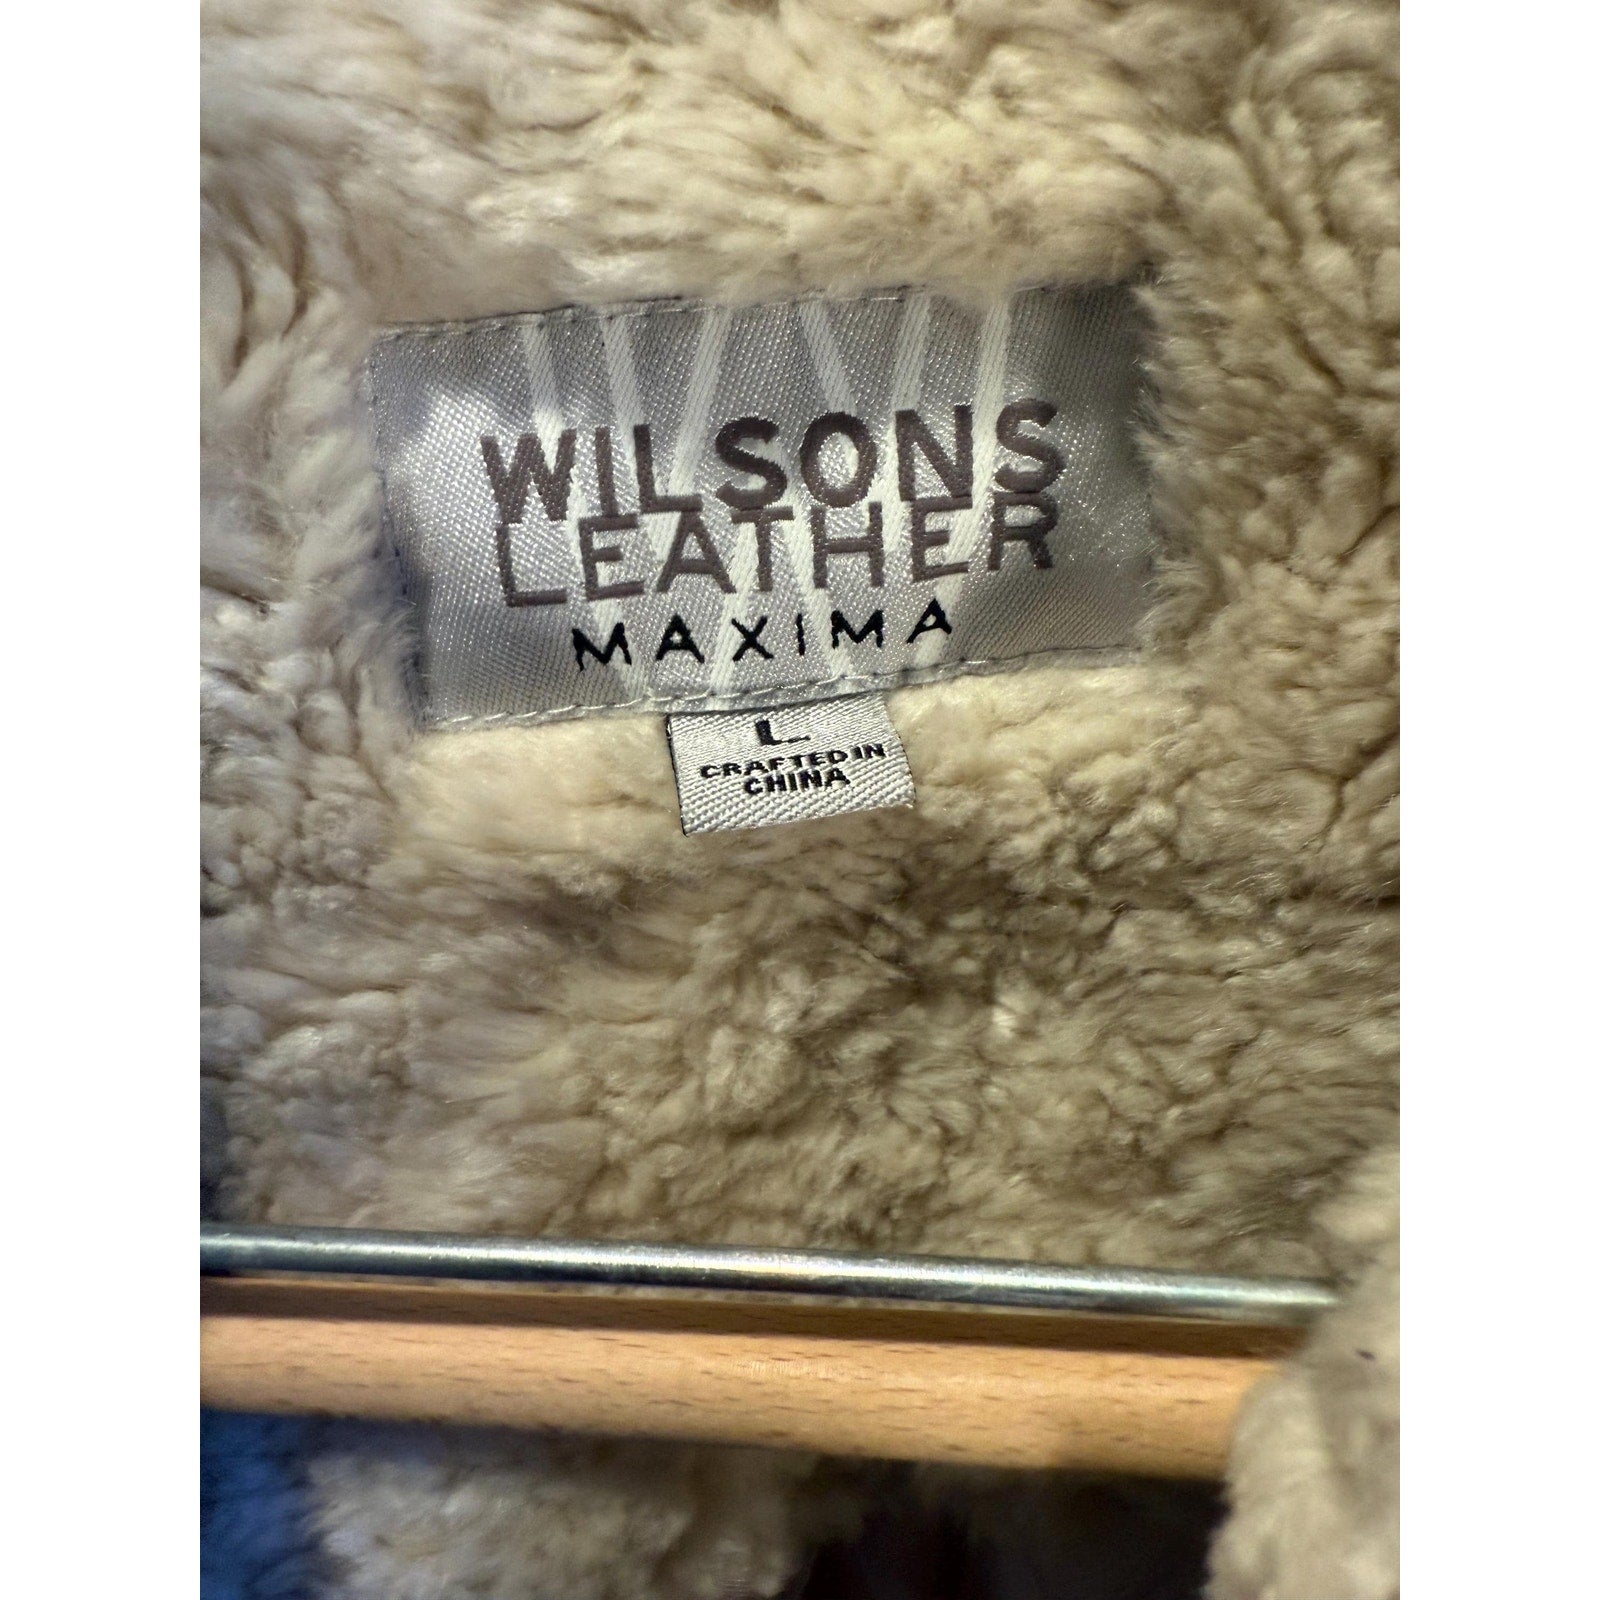 WILSONS
LEATHER
MAXIMA
L
CRAFTED IN
CHINA